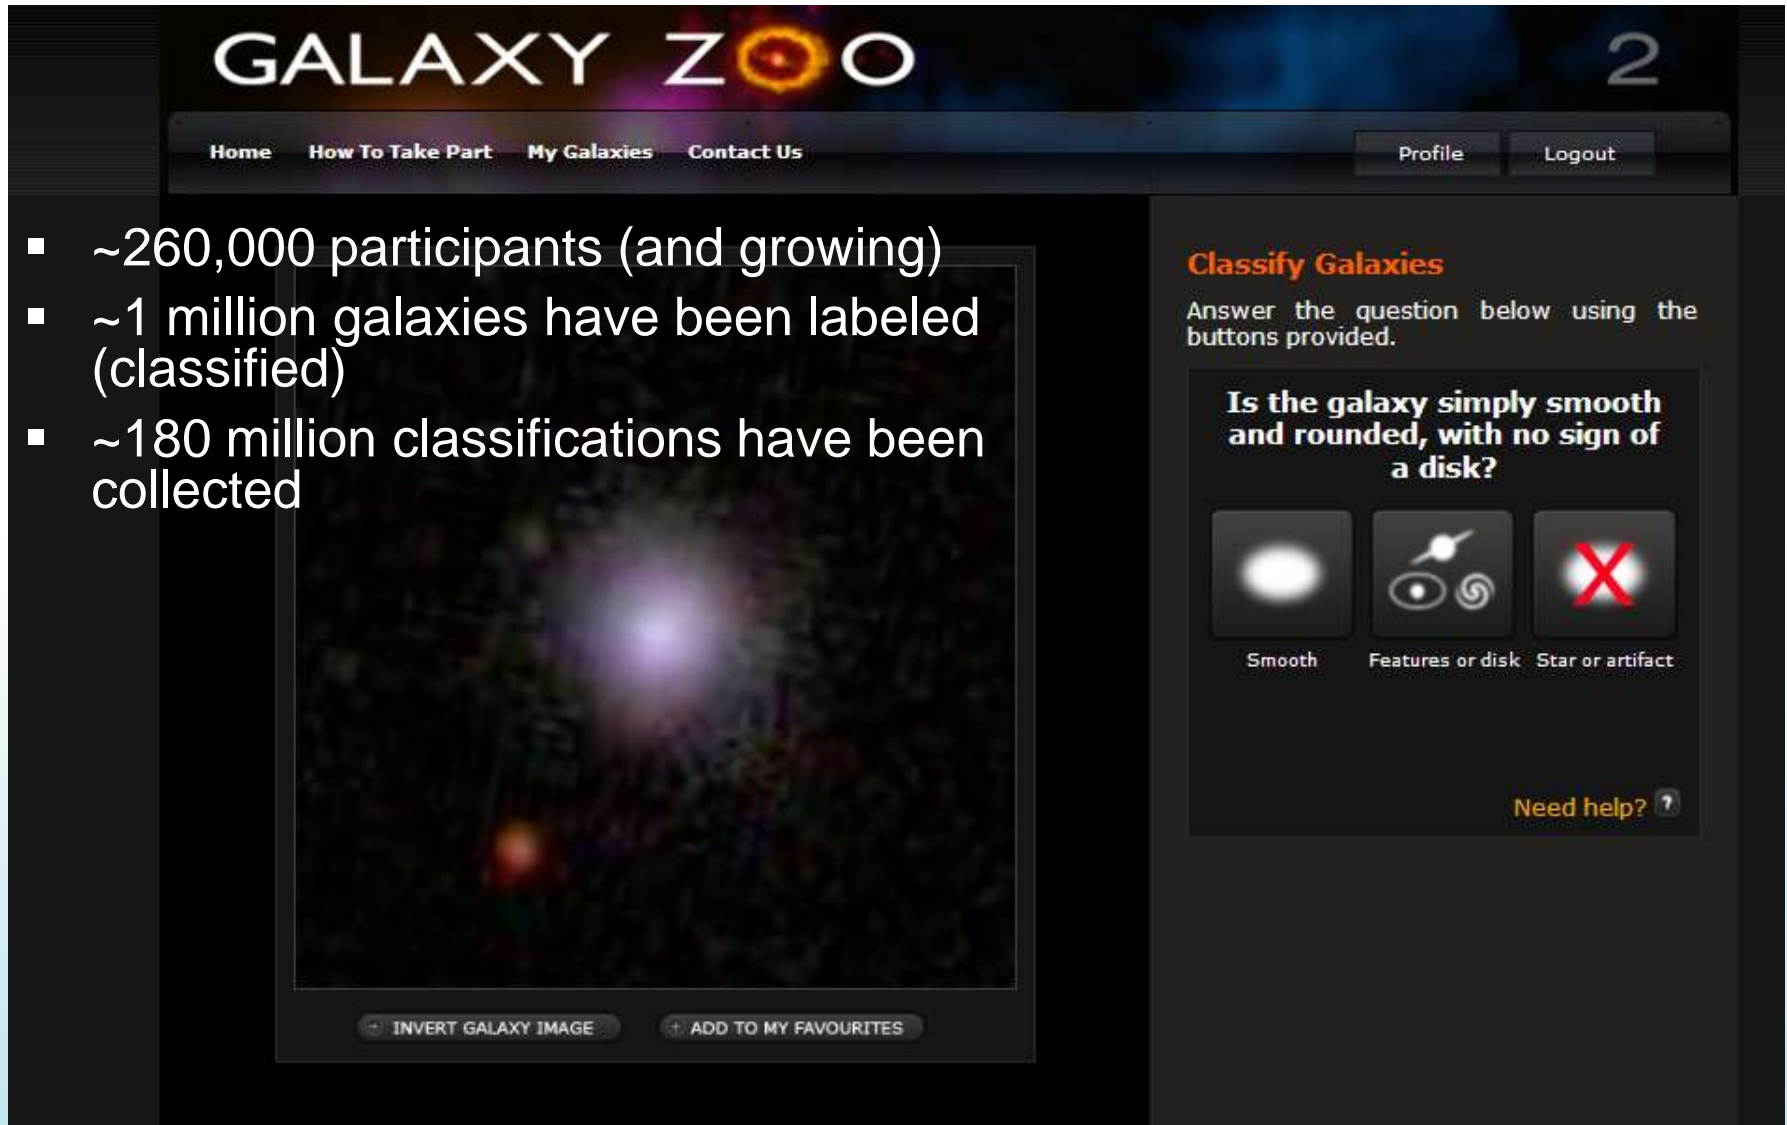 GALAXY ZOO 2
Home How To Take Part My Galaxies Contact Us Profile Logout
▪ ~260,000 participants (and growing)
▪ ~1 million galaxies have been labeled
(classified)
▪ ~180 million classifications have been
collected
Classify Galaxies
Answer the question below using the
buttons provided.
Is the galaxy simply smooth
and rounded, with no sign of
a disk?
X
Smooth Features or disk Star or artifact
Need help? ?
+ INVERT GALAXY IMAGE + ADD TO MY FAVOURITES